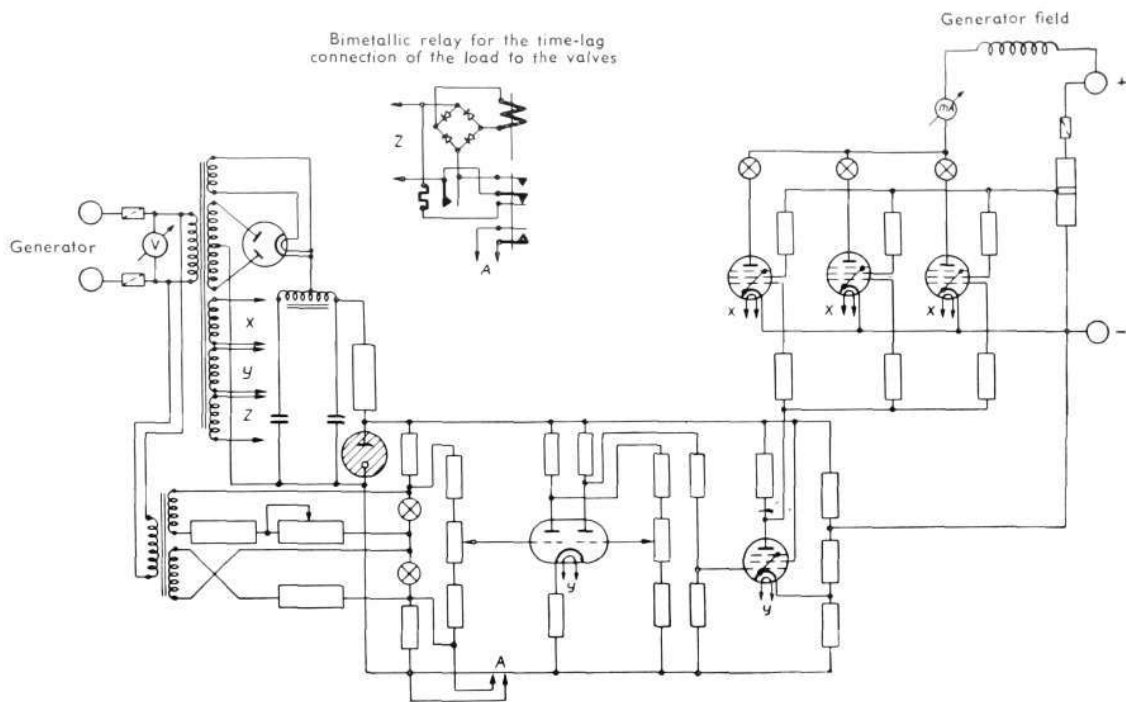 Generator field
Bimetallic relay for the time-lag
connection of the load to the valves
+
mA
Z
Generator
V
A
X
X
X
-
X
y
Z
y
y
A